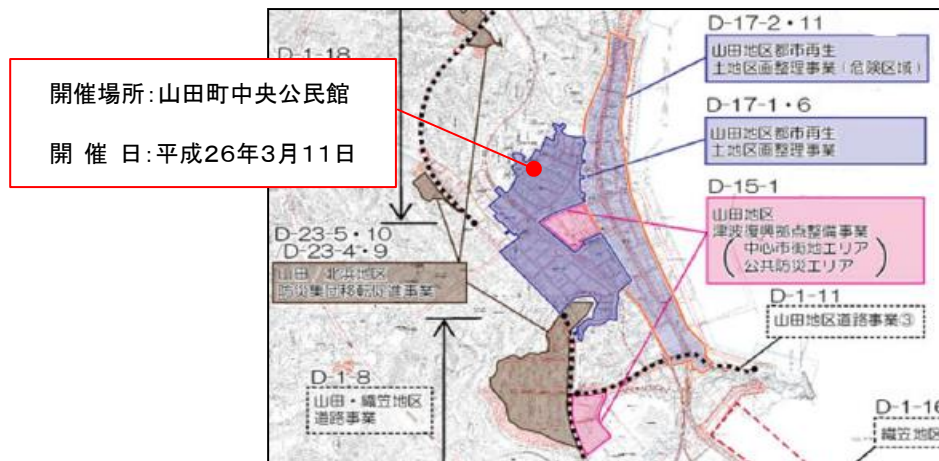 開催場所:山田町中央公民館
開 催 日:平成26年3月11日
D-1-18
D-17-2・11
山田地区都市再生
土地区画整理事業(危険区域)
D-17-1・6
山田地区都市再生
土地区画整理事業
D-15-1
山田地区
津波復興部点整備事業
(中心市街地エリア
公共防災エリア)
D-23-5・10
/D-23-4・9
山田/北浜地区
防災集団移転促進事業
D-1-11
山田地区道路事業③
D-1-8
山田・織笠地区
道路事業
D-1-16
織笠地区